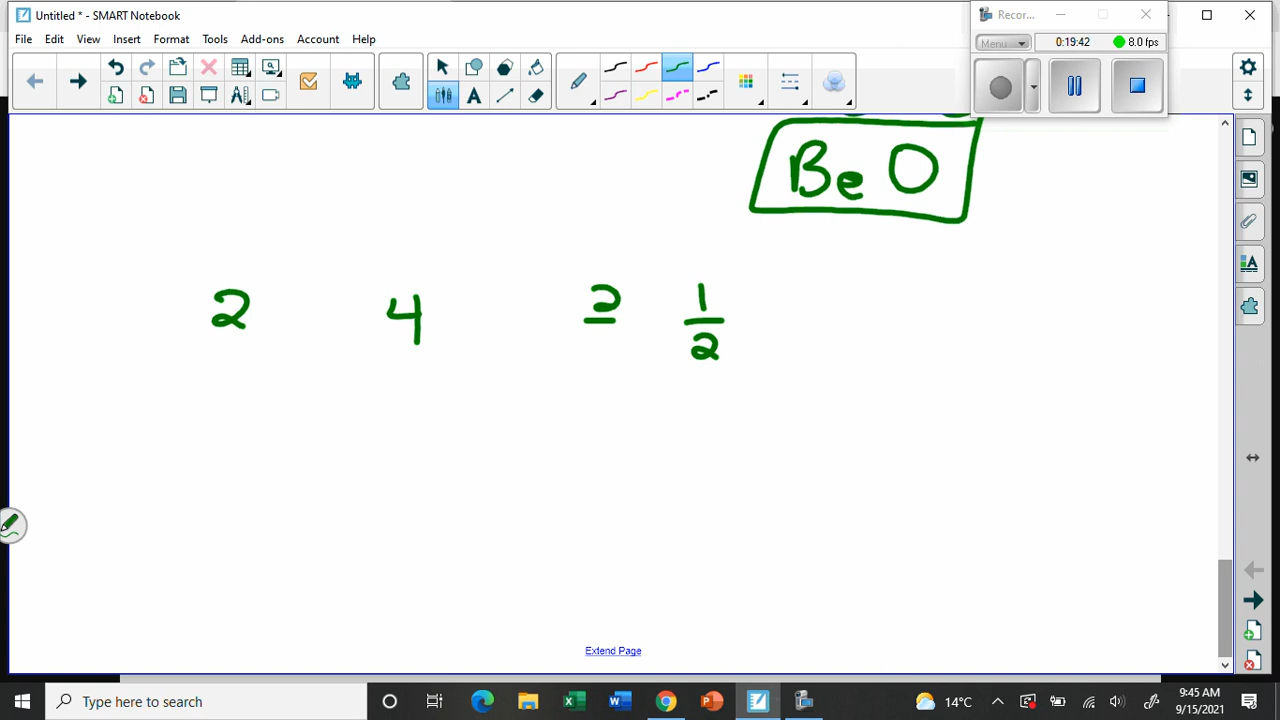 Untitled * - SMART Notebook
Recor...
File Edit View Insert Format Tools Add-ons Account Help
Menu 0:19:42 8.0 fps
Be O
2 4 2 1
2
Extend Page
Type here to search
14°C
9:45 AM
9/15/2021